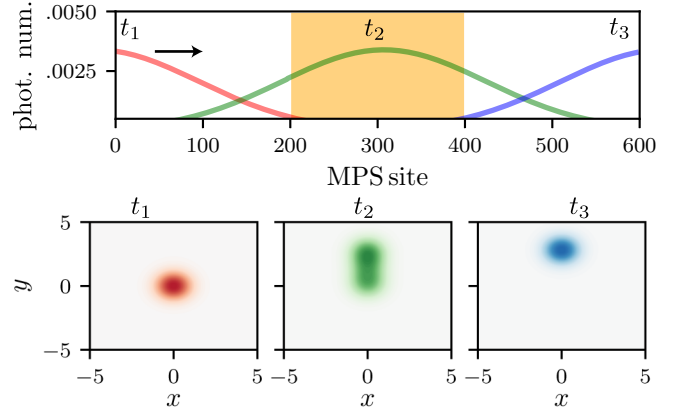 .0050
t₁ t₂ t₃
.0025
phot. num.
0 100 200 300 400 500 600
MPS site
t₁ t₂ t₃
5
0
−5
y
−5 0 5 −5 0 5 −5 0 5
x x x